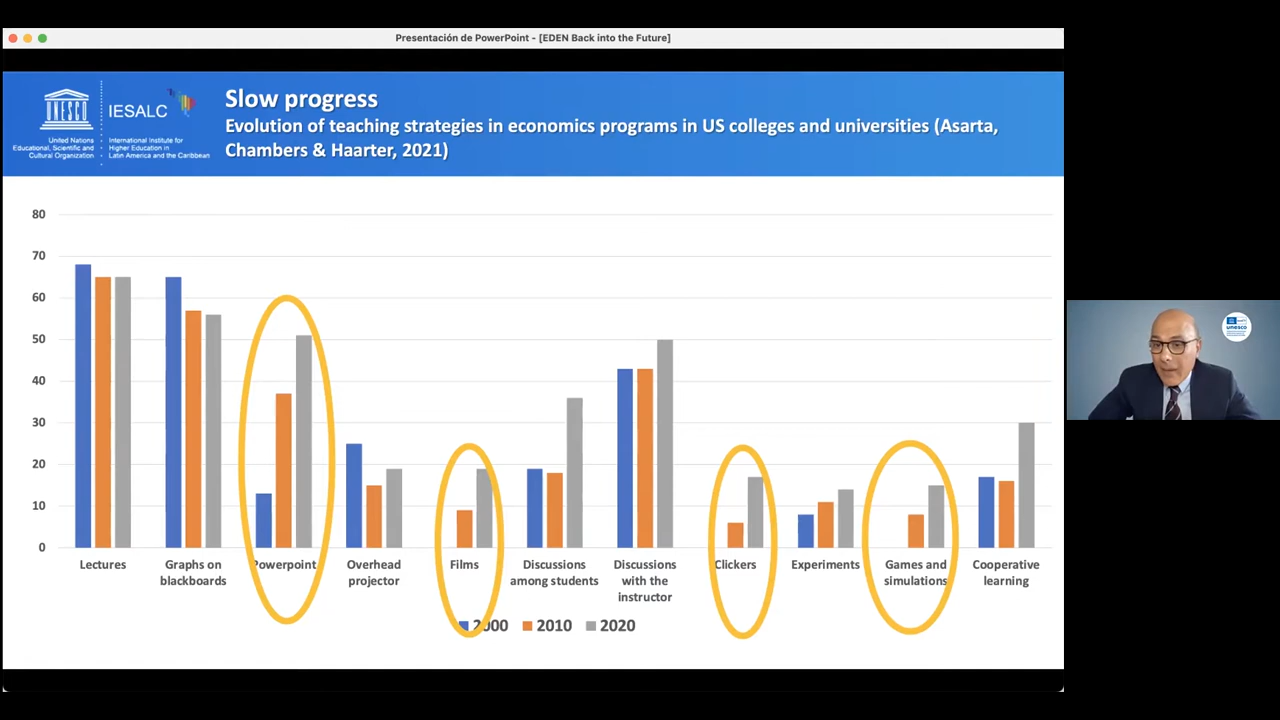 Presentación de PowerPoint - [EDEN Back into the Future]
UNESCO
United Nations
Educational, Scientific and
Cultural Organization
IESALC
International Institute for
Higher Education in
Latin America and the Caribbean
Slow progress
Evolution of teaching strategies in economics programs in US colleges and universities (Asarta,
Chambers & Haarter, 2021)
80
70
60
50
40
30
20
10
0
Lectures
Graphs on
blackboards
Powerpoint
Overhead
projector
Films
Discussions
among students
Discussions
with the
instructor
Clickers
Experiments
Games and
simulations
Cooperative
learning
2000 2010 2020
unesco